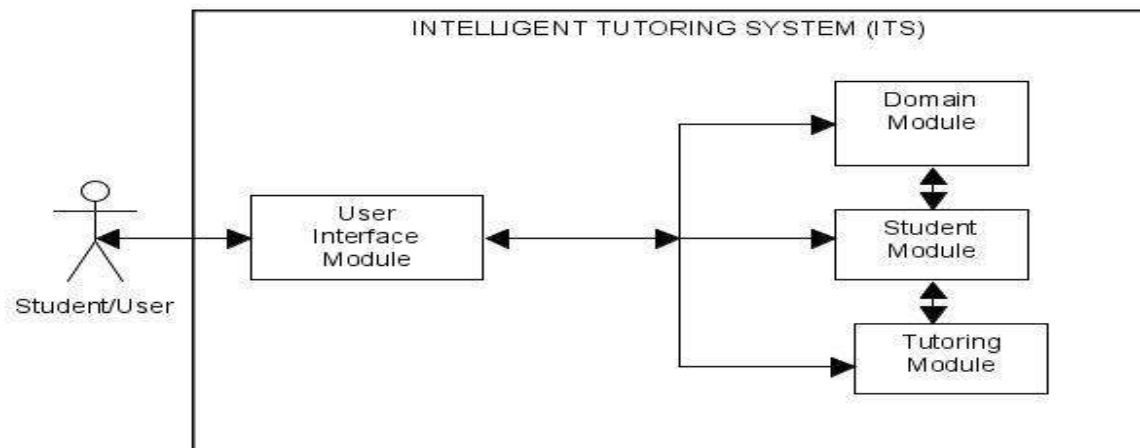 INTELLIGENT TUTORING SYSTEM (ITS)
Domain
Module
User
Interface
Module
Student
Module
Student/User
Tutoring
Module